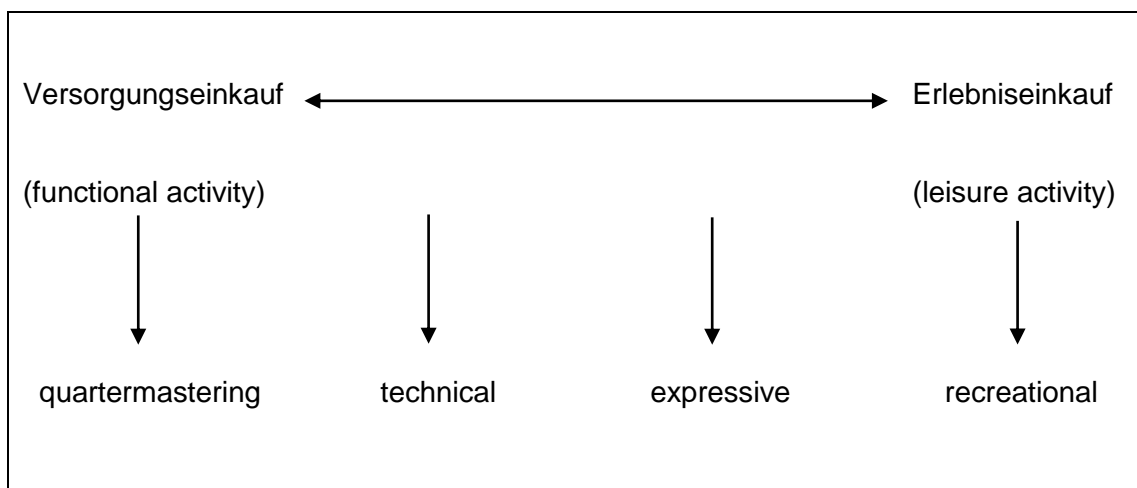 Versorgungseinkauf Erlebniseinkauf
(functional activity) (leisure activity)
quartermastering technical expressive recreational